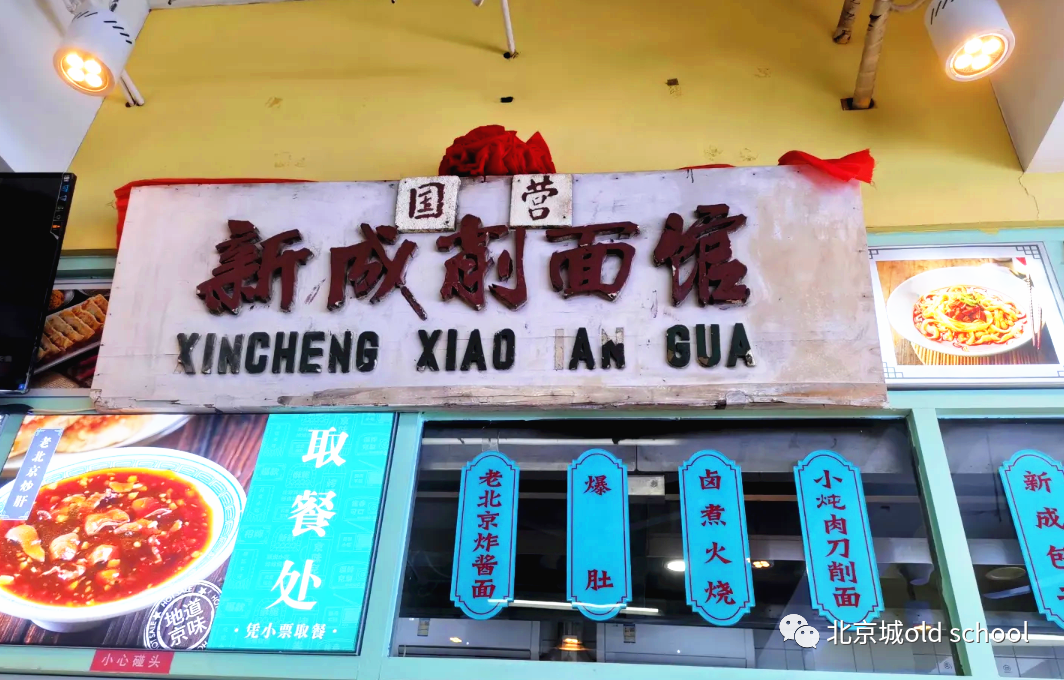 国营
新成削面馆
XINCHENG XIAO IAN GUA
老北京炒肝
取餐处
·凭小票取餐·
地道
京味
小心碰头
老北京炸酱面
爆肚
卤煮火烧
小炖肉刀削面
新成包
北京城old school